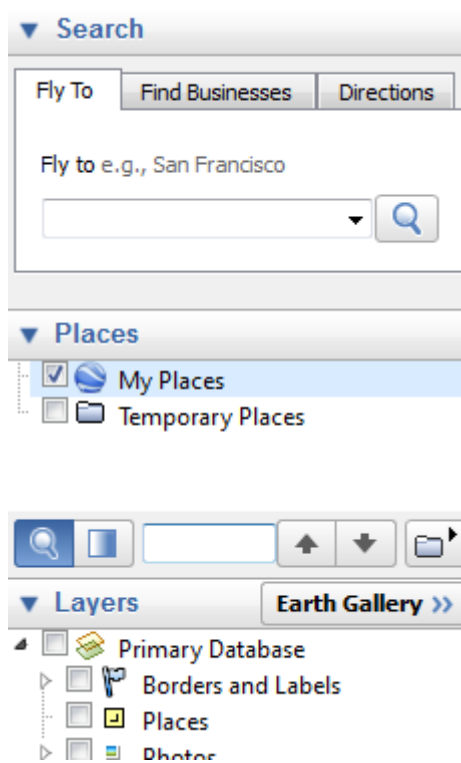 Search
Fly To Find Businesses Directions
Fly to e.g., San Francisco
Places
My Places
Temporary Places
Layers Earth Gallery >>
Primary Database
Borders and Labels
Places
Photos